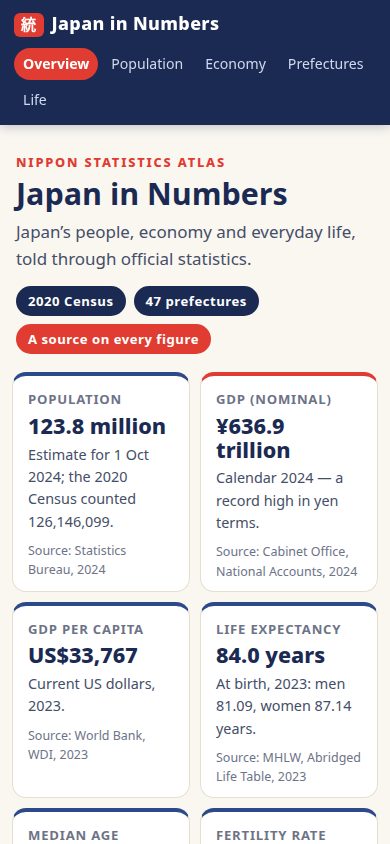 統 Japan in Numbers
Overview Population Economy Prefectures
Life
NIPPON STATISTICS ATLAS
Japan in Numbers
Japan’s people, economy and everyday life,
told through official statistics.
2020 Census 47 prefectures
A source on every figure
POPULATION
123.8 million
Estimate for 1 Oct
2024; the 2020
Census counted
126,146,099.
Source: Statistics
Bureau, 2024
GDP (NOMINAL)
¥636.9
trillion
Calendar 2024 — a
record high in yen
terms.
Source: Cabinet Office,
National Accounts, 2024
GDP PER CAPITA
US$33,767
Current US dollars,
2023.
Source: World Bank,
WDI, 2023
LIFE EXPECTANCY
84.0 years
At birth, 2023: men
81.09, women 87.14
years.
Source: MHLW, Abridged
Life Table, 2023
MEDIAN AGE
FERTILITY RATE